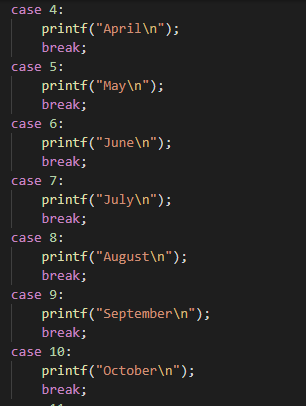 case 4:
    printf("April\n");
    break;
case 5:
    printf("May\n");
    break;
case 6:
    printf("June\n");
    break;
case 7:
    printf("July\n");
    break;
case 8:
    printf("August\n");
    break;
case 9:
    printf("September\n");
    break;
case 10:
    printf("October\n");
    break;